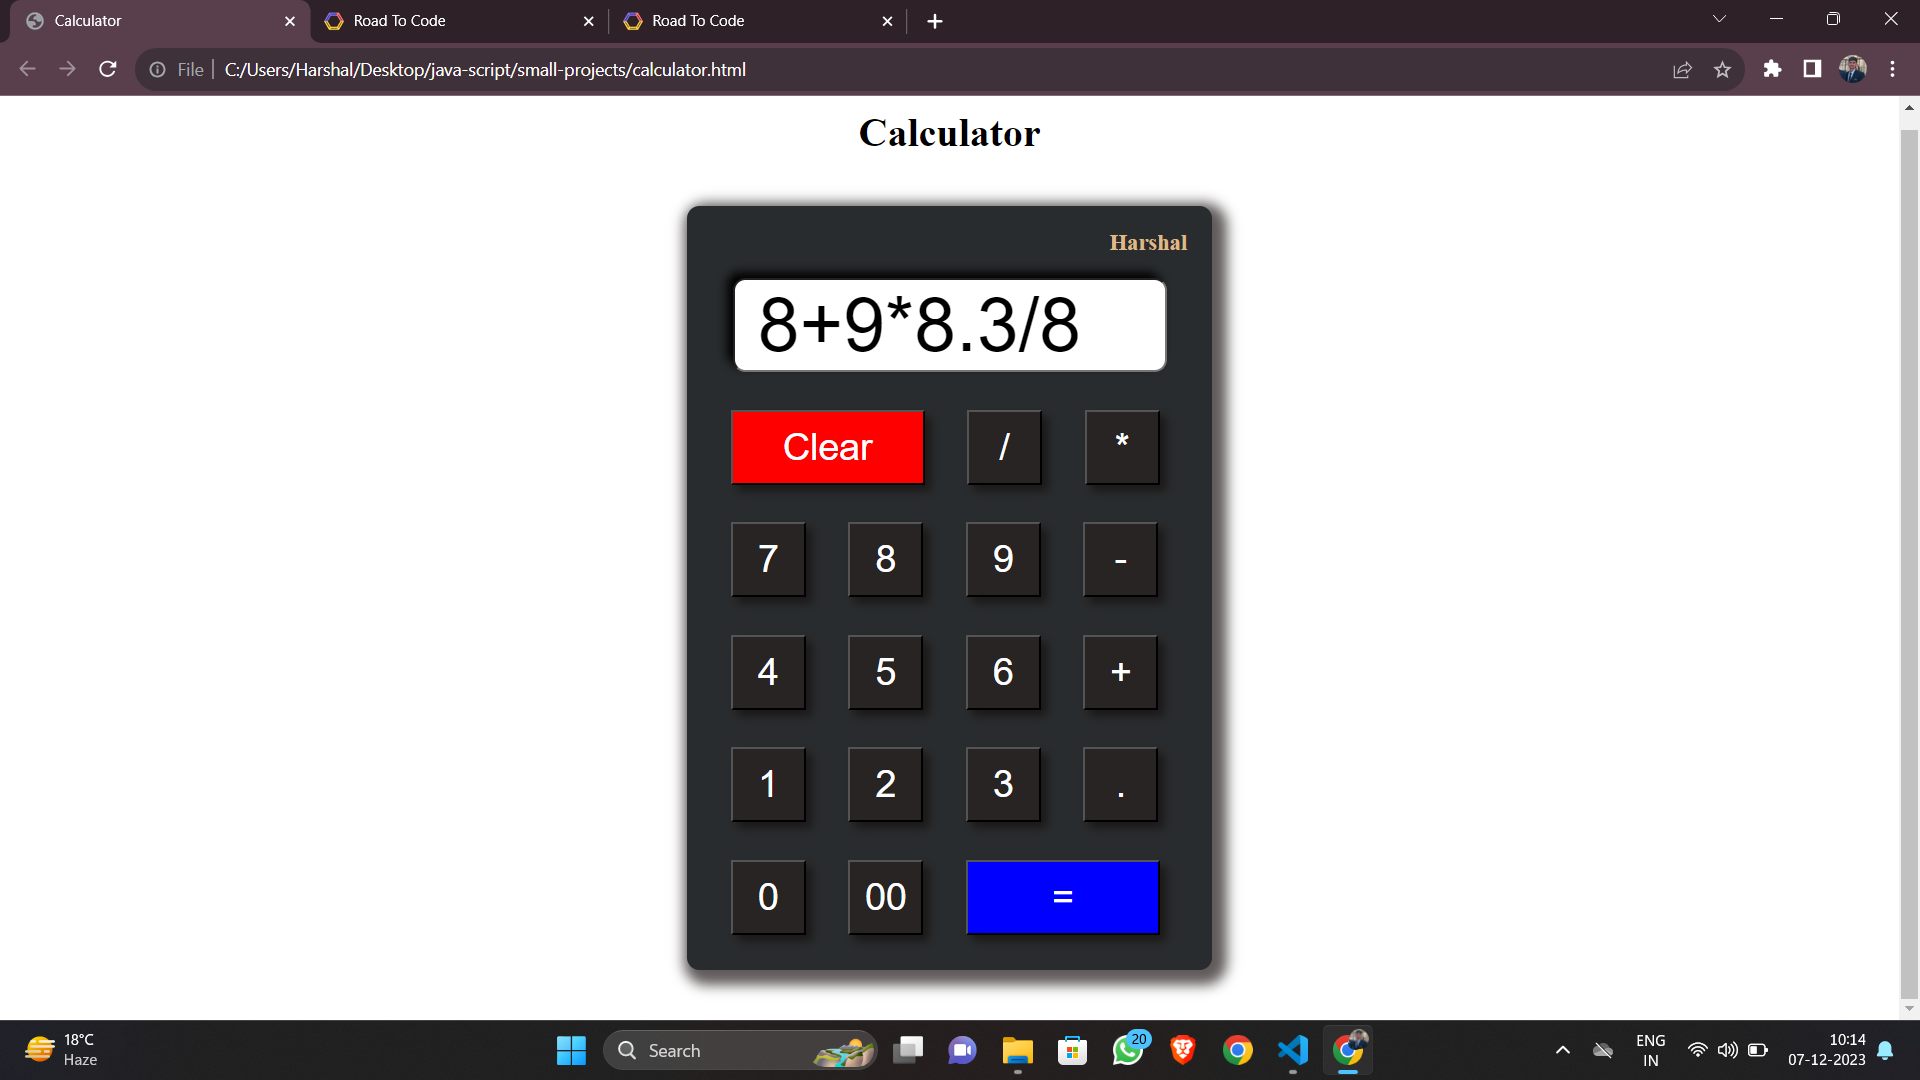 Calculator
Road To Code
Road To Code
File
C:/Users/Harshal/Desktop/java-script/small-projects/calculator.html
Calculator
Harshal
8+9*8.3/8
Clear / *
7 8 9 -
4 5 6 +
1 2 3 .
0 00 =
18°C
Haze
Search
20
ENG
IN
10:14
07-12-2023